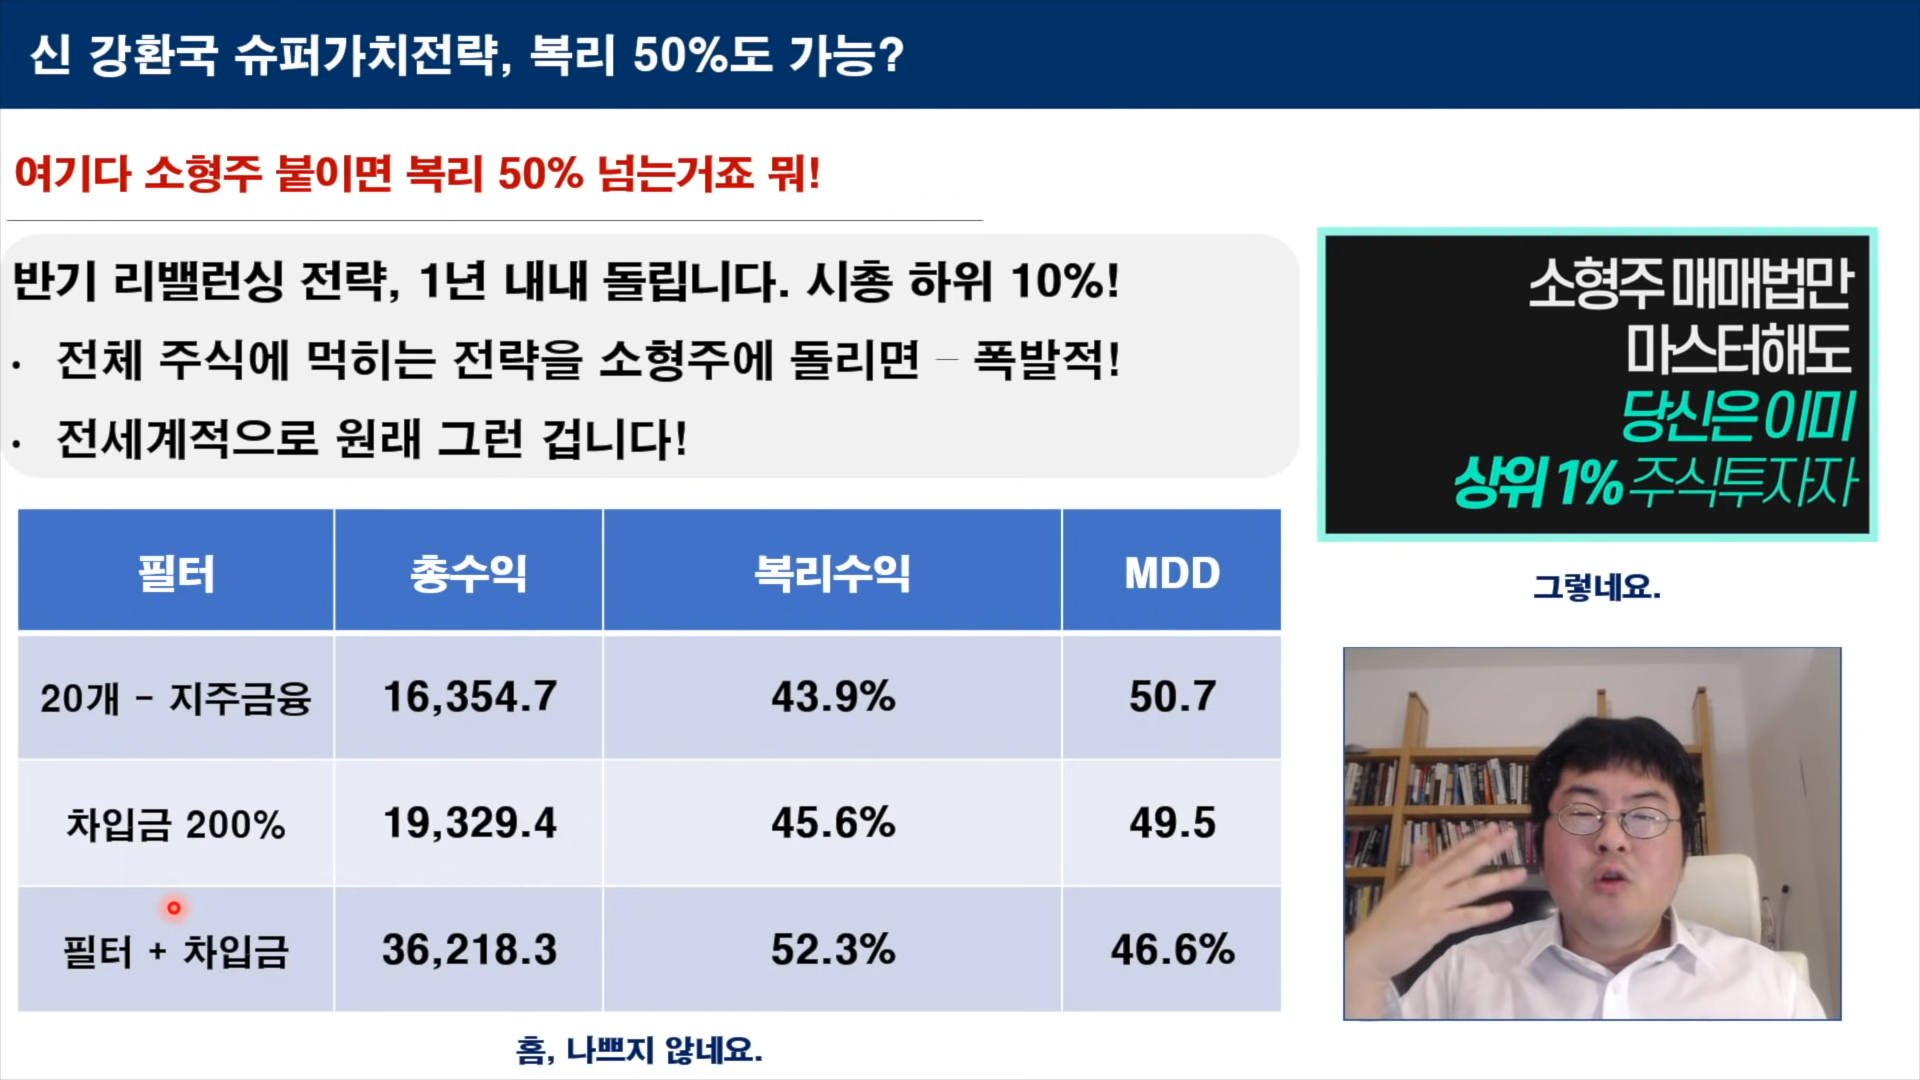 신 강환국 슈퍼가치전략, 복리 50%도 가능?
여기다 소형주 붙이면 복리 50% 넘는거죠 뭐!
반기 리밸런싱 전략, 1년 내내 돌립니다. 시총 하위 10%!
· 전체 주식에 먹히는 전략을 소형주에 돌리면 – 폭발적!
· 전세계적으로 원래 그런 겁니다!
소형주 매매법만
마스터해도
당신은 이미
상위 1% 주식투자자
그렇네요.
필터 총수익 복리수익 MDD
20개 - 지주금융 16,354.7 43.9% 50.7
차입금 200% 19,329.4 45.6% 49.5
필터 + 차입금 36,218.3 52.3% 46.6%
흠, 나쁘지 않네요.